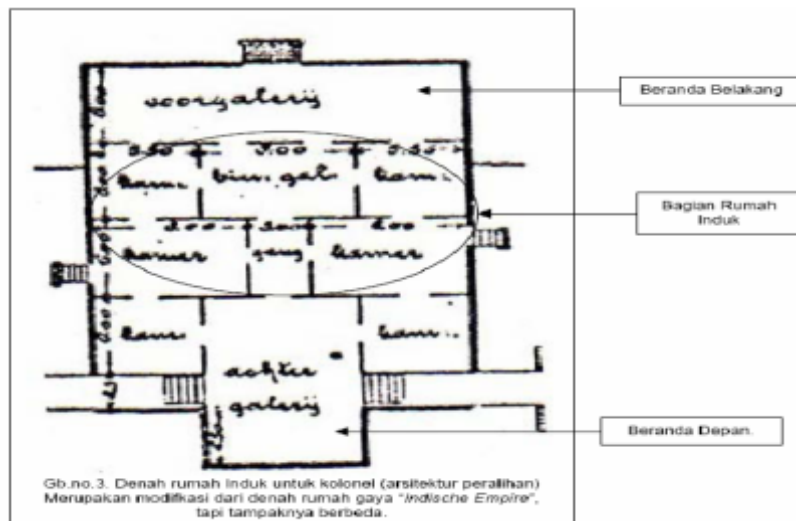 voorgalerij
Beranda Belakang
kam.
bin. gal.
kam.
Bagian Rumah
Induk
kamer
gang
kamer
kam.
kam.
achter
galerij
Beranda Depan.
Gb.no.3. Denah rumah Induk untuk kolonel (arsitektur peralihan)
Merupakan modifikasi dari denah rumah gaya "Indische Empire",
tapi tampaknya berbeda.